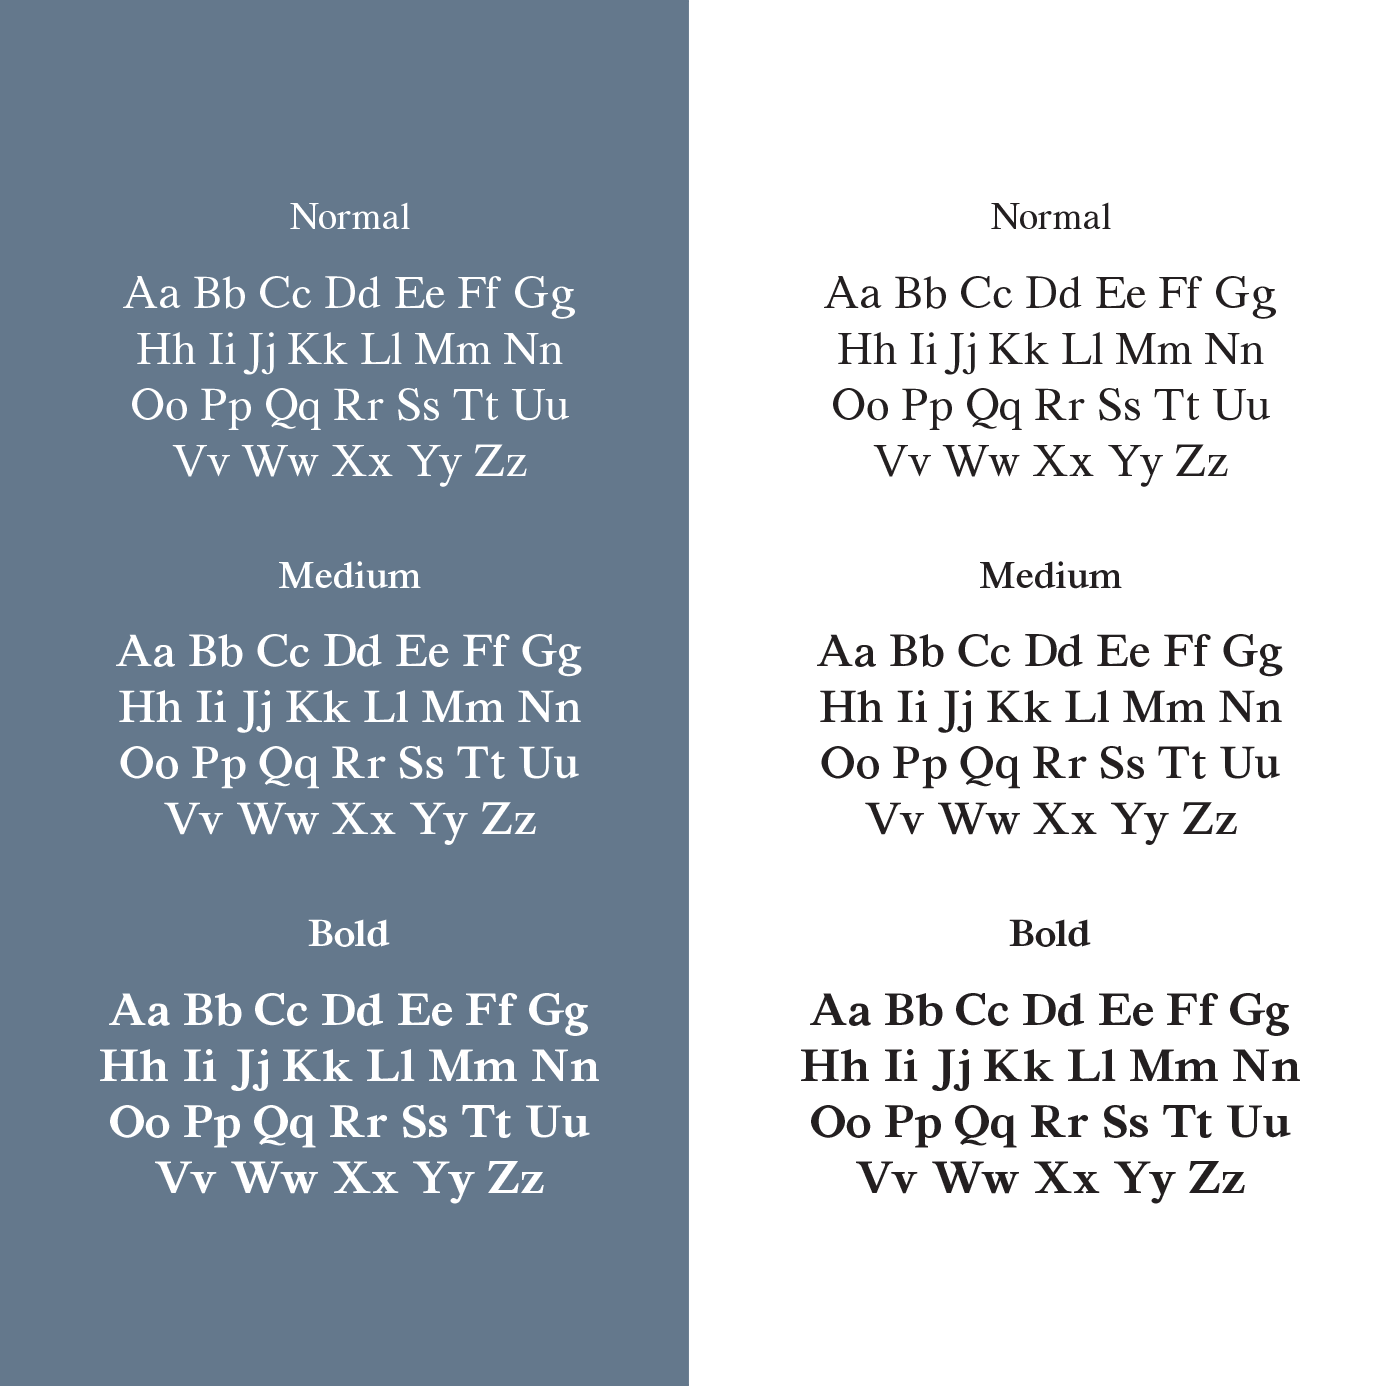 Normal
Aa Bb Cc Dd Ee Ff Gg
Hh Ii Jj Kk Ll Mm Nn
Oo Pp Qq Rr Ss Tt Uu
Vv Ww Xx Yy Zz
Medium
Aa Bb Cc Dd Ee Ff Gg
Hh Ii Jj Kk Ll Mm Nn
Oo Pp Qq Rr Ss Tt Uu
Vv Ww Xx Yy Zz
Bold
Aa Bb Cc Dd Ee Ff Gg
Hh Ii Jj Kk Ll Mm Nn
Oo Pp Qq Rr Ss Tt Uu
Vv Ww Xx Yy Zz
Normal
Aa Bb Cc Dd Ee Ff Gg
Hh Ii Jj Kk Ll Mm Nn
Oo Pp Qq Rr Ss Tt Uu
Vv Ww Xx Yy Zz
Medium
Aa Bb Cc Dd Ee Ff Gg
Hh Ii Jj Kk Ll Mm Nn
Oo Pp Qq Rr Ss Tt Uu
Vv Ww Xx Yy Zz
Bold
Aa Bb Cc Dd Ee Ff Gg
Hh Ii Jj Kk Ll Mm Nn
Oo Pp Qq Rr Ss Tt Uu
Vv Ww Xx Yy Zz